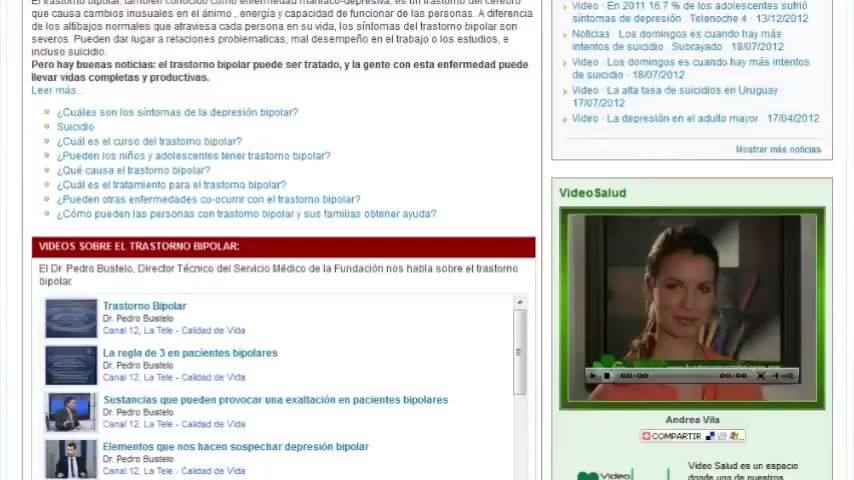 El trastorno bipolar, también conocido como enfermedad maníaco-depresiva, es un trastorno del cerebro
que causa cambios inusuales en el ánimo , energía y capacidad de funcionar de las personas. A diferencia
de los altibajos normales que atraviesa cada persona en su vida, los síntomas del trastorno bipolar son
severos. Pueden dar lugar a relaciones problematicas, mal desempeño en el trabajo o los estudios, e
incluso suicidio.
Pero hay buenas noticias: el trastorno bipolar puede ser tratado, y la gente con esta enfermedad puede
llevar vidas completas y productivas.
Leer más...
¿Cuáles son los síntomas de la depresión bipolar?
Suicidio
¿Cuál es el curso del trastorno bipolar?
¿Pueden los niños y adolescentes tener trastorno bipolar?
¿Qué causa el trastorno bipolar?
¿Cuál es el tratamiento para el trastorno bipolar?
¿Pueden otras enfermedades co-ocurrir con el trastorno bipolar?
¿Cómo pueden las personas con trastorno bipolar y sus familias obtener ayuda?
VIDEOS SOBRE EL TRASTORNO BIPOLAR:
El Dr. Pedro Bustelo, Director Técnico del Servicio Médico de la Fundación nos habla sobre el trastorno
bipolar.
Trastorno Bipolar
Dr. Pedro Bustelo
Canal 12, La Tele - Calidad de Vida
La regla de 3 en pacientes bipolares
Dr. Pedro Bustelo
Canal 12, La Tele - Calidad de Vida
Sustancias que pueden provocar una exaltación en pacientes bipolares
Dr. Pedro Bustelo
Canal 12, La Tele - Calidad de Vida
Elementos que nos hacen sospechar depresión bipolar
Dr. Pedro Bustelo
Canal 12, La Tele - Calidad de Vida
Video · En 2011 16.7 % de los adolescentes sufrió
síntomas de depresión · Telenoche 4 · 13/12/2012
Noticias · Los domingos es cuando hay más
intentos de suicidio · Subrayado · 18/07/2012
Video · Los domingos es cuando hay más intentos
de suicidio · 18/07/2012
Video · La alta tasa de suicidios en Uruguay ·
17/07/2012
Video · La depresión en el adulto mayor · 17/04/2012
Mostrar más noticias
VideoSalud
00:00
00:00
Andrea Vila
COMPARTIR
Video
Video Salud es un espacio
donde uno de nuestros